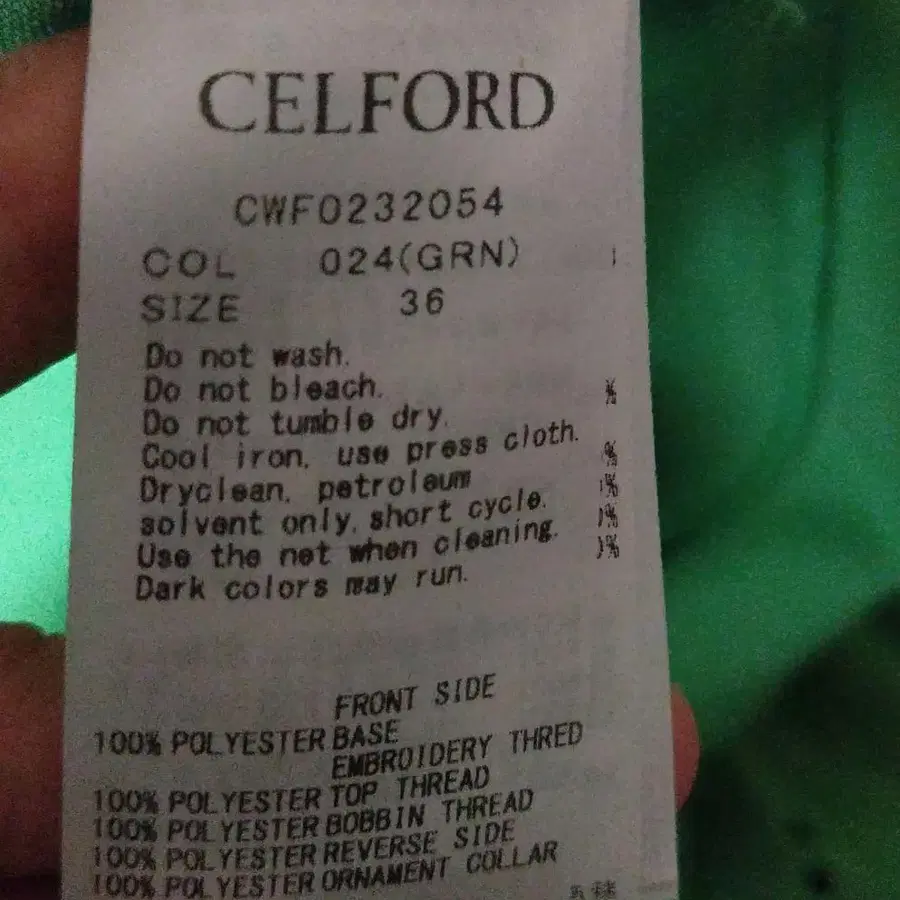 CELFORD
CWF0232054
COL 024(GRN)
SIZE 36
Do not wash.
Do not bleach.
Do not tumble dry.
Cool iron, use press cloth.
Dryclean, petroleum
solvent only, short cycle.
Use the net when cleaning.
Dark colors may run.
FRONT SIDE
100% POLYESTER BASE
EMBROIDERY THRED
100% POLYESTER TOP THREAD
100% POLYESTER BOBBIN THREAD
100% POLYESTER REVERSE SIDE
100% POLYESTER ORNAMENT COLLAR